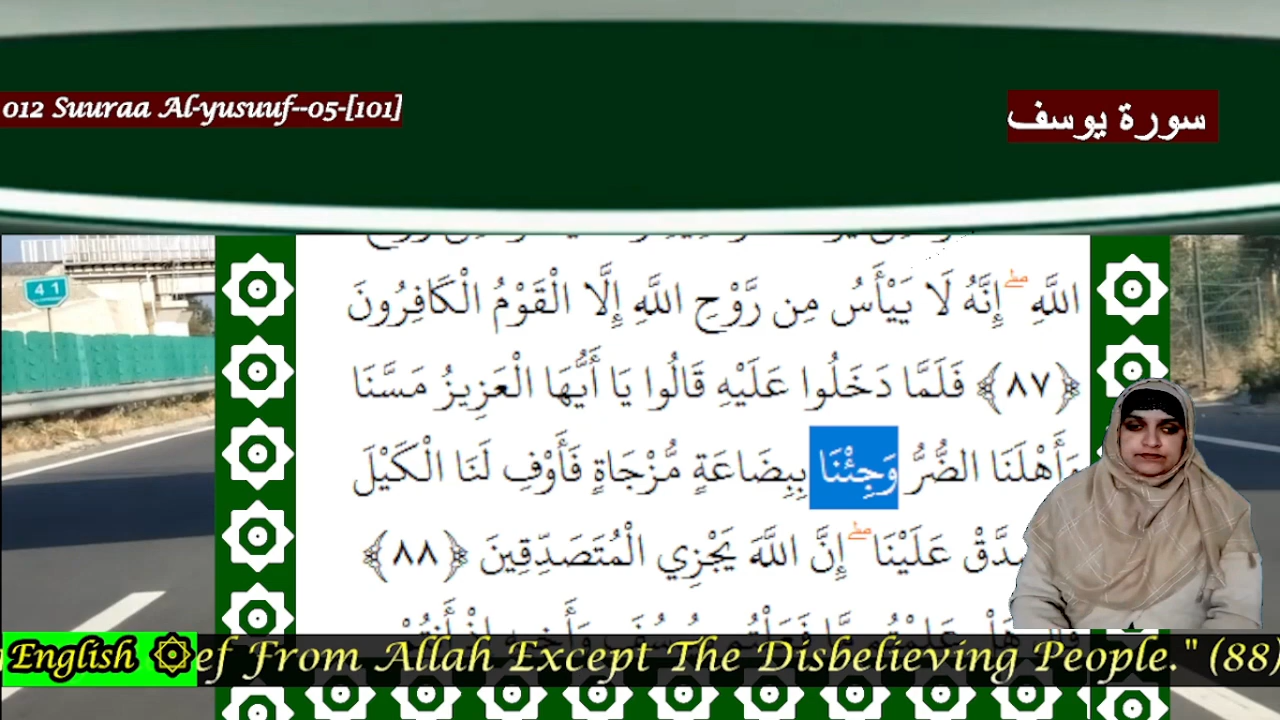 012 Suuraa Al-yusuuf--05-[101]
سورة يوسف
41
اللَّهِ ۖ إِنَّهُ لَا يَيْأَسُ مِن رَّوْحِ اللَّهِ إِلَّا الْقَوْمُ الْكَافِرُونَ
﴿٨٧﴾ فَلَمَّا دَخَلُوا عَلَيْهِ قَالُوا يَا أَيُّهَا الْعَزِيزُ مَسَّنَا
وَأَهْلَنَا الضُّرُّ وَجِئْنَا بِبِضَاعَةٍ مُّزْجَاةٍ فَأَوْفِ لَنَا الْكَيْلَ
عَلَيْنَا ۖ إِنَّ اللَّهَ يَجْزِي الْمُتَصَدِّقِينَ ﴿٨٨﴾
English ef From Allah Except The Disbelieving People." (88)